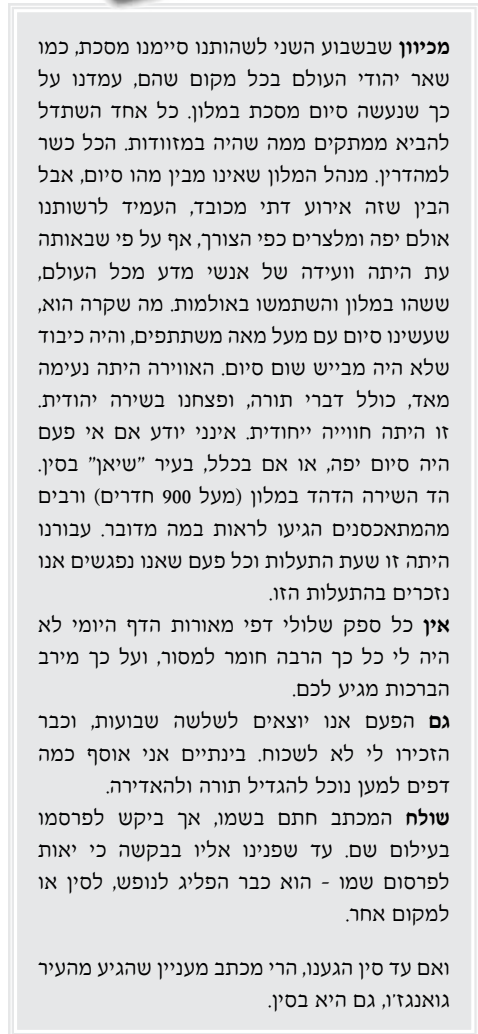 מכיוון שבשבוע השני לשהותנו סיימנו מסכת, כמו
שאר יהודי העולם בכל מקום שהם, עמדנו על
כך שנעשה סיום מסכת במלון. כל אחד השתדל
להביא ממתקים ממה שהיה במזוודות. הכל כשר
למהדרין. מנהל המלון שאינו מבין מהו סיום, אבל
הבין שזה אירוע דתי מכובד, העמיד לרשותנו
אולם יפה ומלצרים כפי הצורך, אף על פי שבאותה
עת היתה וועידה של אנשי מדע מכל העולם,
ששהו במלון והשתמשו באולמות. מה שקרה הוא,
שעשינו סיום עם מעל מאה משתתפים, והיה כיבוד
שלא היה מבייש שום סיום. האווירה היתה נעימה
מאד, כולל דברי תורה, ופצחנו בשירה יהודית.
זו היתה חווייה ייחודית. אינני יודע אם אי פעם
היה סיום יפה, או אם בכלל, בעיר "שיאן" בסין.
הד השירה הדהד במלון (מעל 900 חדרים) ורבים
מהמתאכסנים הגיעו לראות במה מדובר. עבורנו
היתה זו שעת התעלות וכל פעם שאנו נפגשים אנו
נזכרים בהתעלות הזו.
אין כל ספק שלולי דפי מאורות הדף היומי לא
היה לי כל כך הרבה חומר למסור, ועל כך מירב
הברכות מגיע לכם.
גם הפעם אנו יוצאים לשלשה שבועות, וכבר
הזכירו לי לא לשכוח. בינתיים אני אוסף כמה
דפים למען נוכל להגדיל תורה ולהאדירה.
שולח המכתב חתם בשמו, אך ביקש לפרסמו
בעילום שם. עד שפנינו אליו בבקשה כי יאות
לפרסום שמו - הוא כבר הפליג לנופש, לסין או
למקום אחר.
ואם עד סין הגענו, הרי מכתב מעניין שהגיע מהעיר
גואנגז'ו, גם היא בסין.